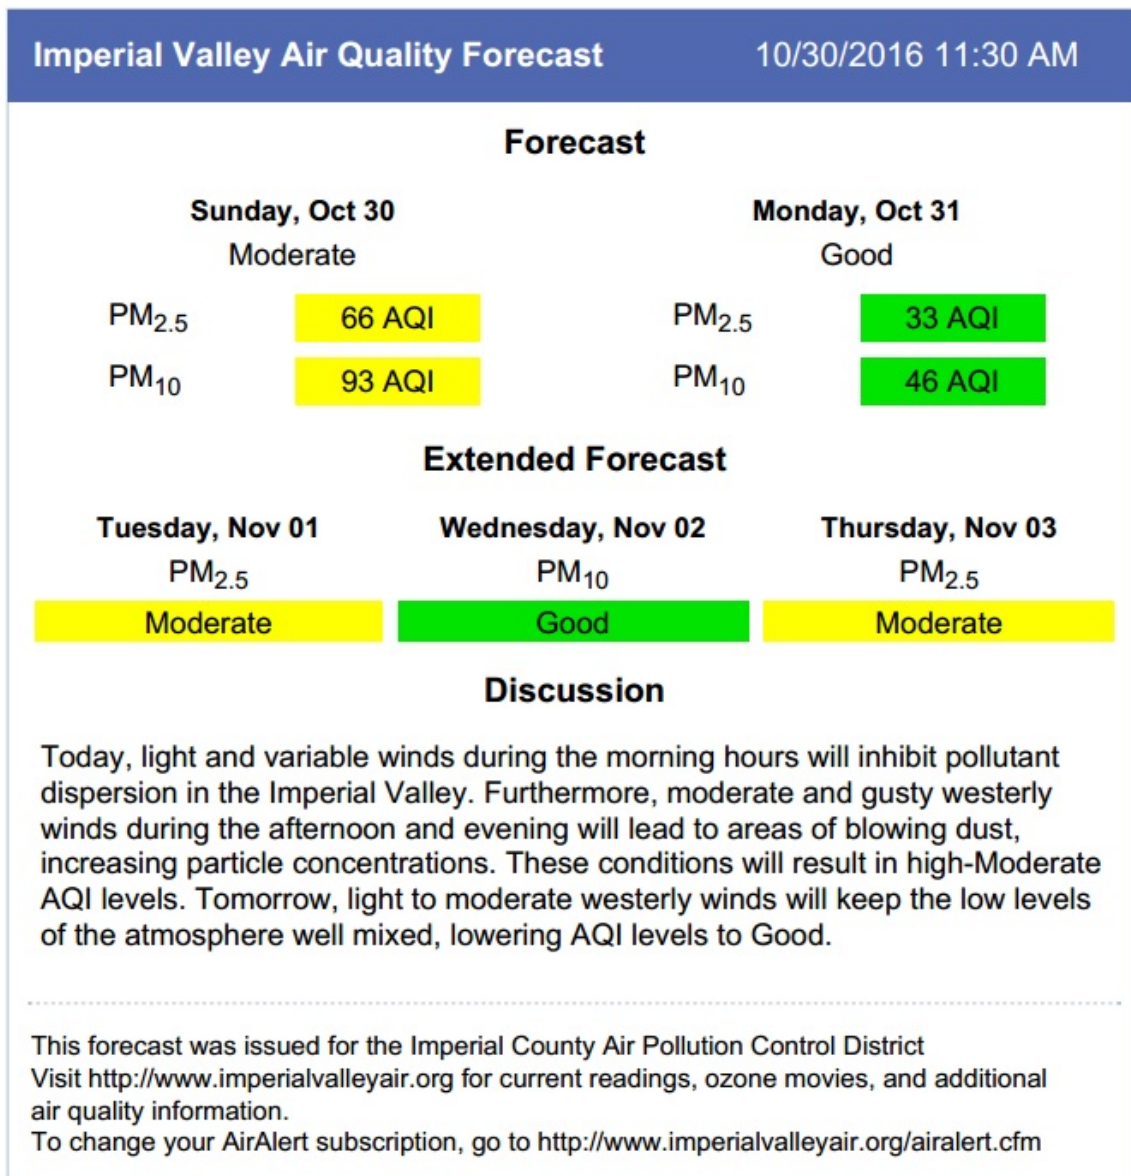 Imperial Valley Air Quality Forecast 10/30/2016 11:30 AM
Forecast
Sunday, Oct 30 Monday, Oct 31
Moderate Good
PM2.5 66 AQI PM2.5 33 AQI
PM10 93 AQI PM10 46 AQI
Extended Forecast
Tuesday, Nov 01 Wednesday, Nov 02 Thursday, Nov 03
PM2.5 PM10 PM2.5
Moderate Good Moderate
Discussion
Today, light and variable winds during the morning hours will inhibit pollutant
dispersion in the Imperial Valley. Furthermore, moderate and gusty westerly
winds during the afternoon and evening will lead to areas of blowing dust,
increasing particle concentrations. These conditions will result in high-Moderate
AQI levels. Tomorrow, light to moderate westerly winds will keep the low levels
of the atmosphere well mixed, lowering AQI levels to Good.
This forecast was issued for the Imperial County Air Pollution Control District
Visit http://www.imperialvalleyair.org for current readings, ozone movies, and additional
air quality information.
To change your AirAlert subscription, go to http://www.imperialvalleyair.org/airalert.cfm